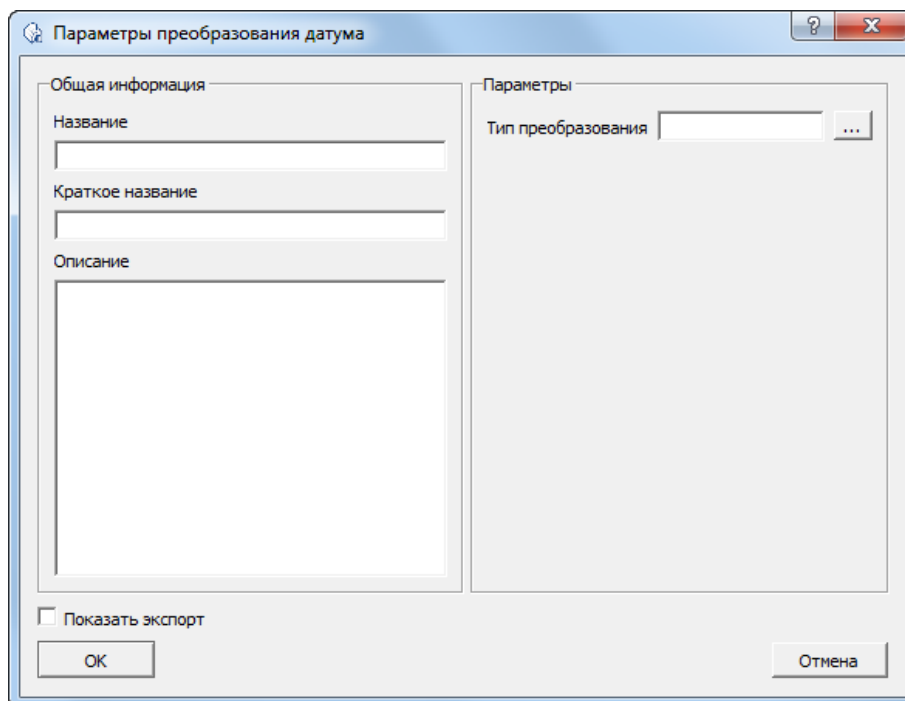 Параметры преобразования датума
Общая информация
Название
Краткое название
Описание
Параметры
Тип преобразования
...
Показать экспорт
OK
Отмена